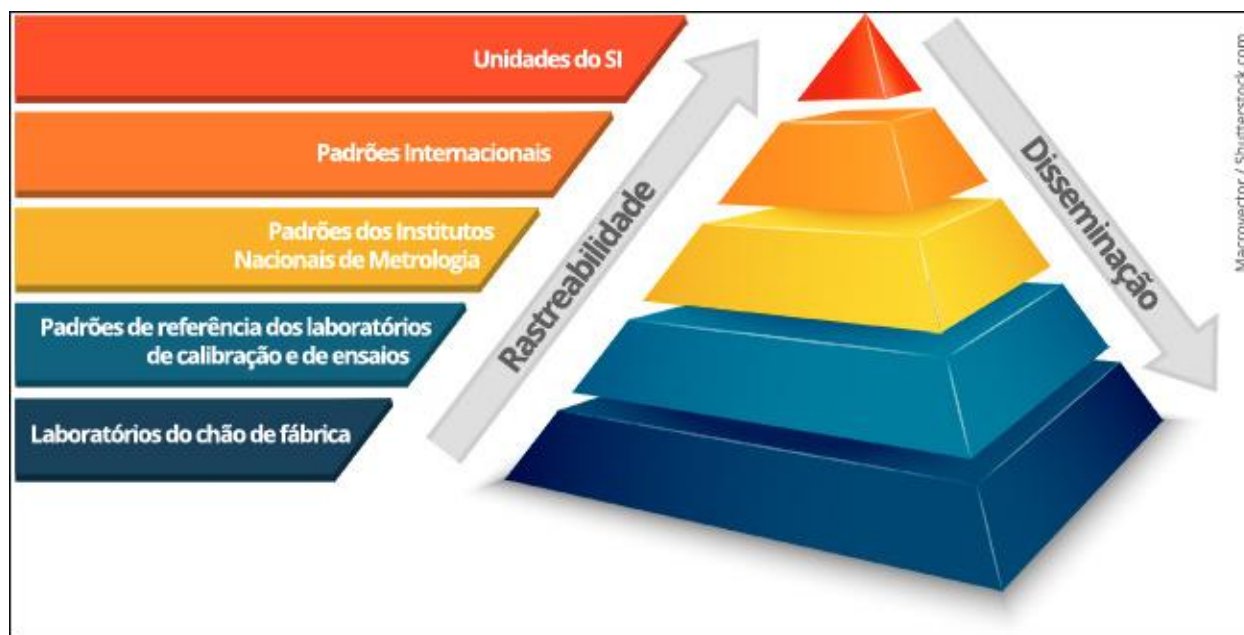 Unidades do SI
Padrões Internacionais
Padrões dos Institutos
Nacionais de Metrologia
Padrões de referência dos laboratórios
de calibração e de ensaios
Laboratórios do chão de fábrica
Rastreabilidade
Disseminação
Macrovector / Shutterstock.com